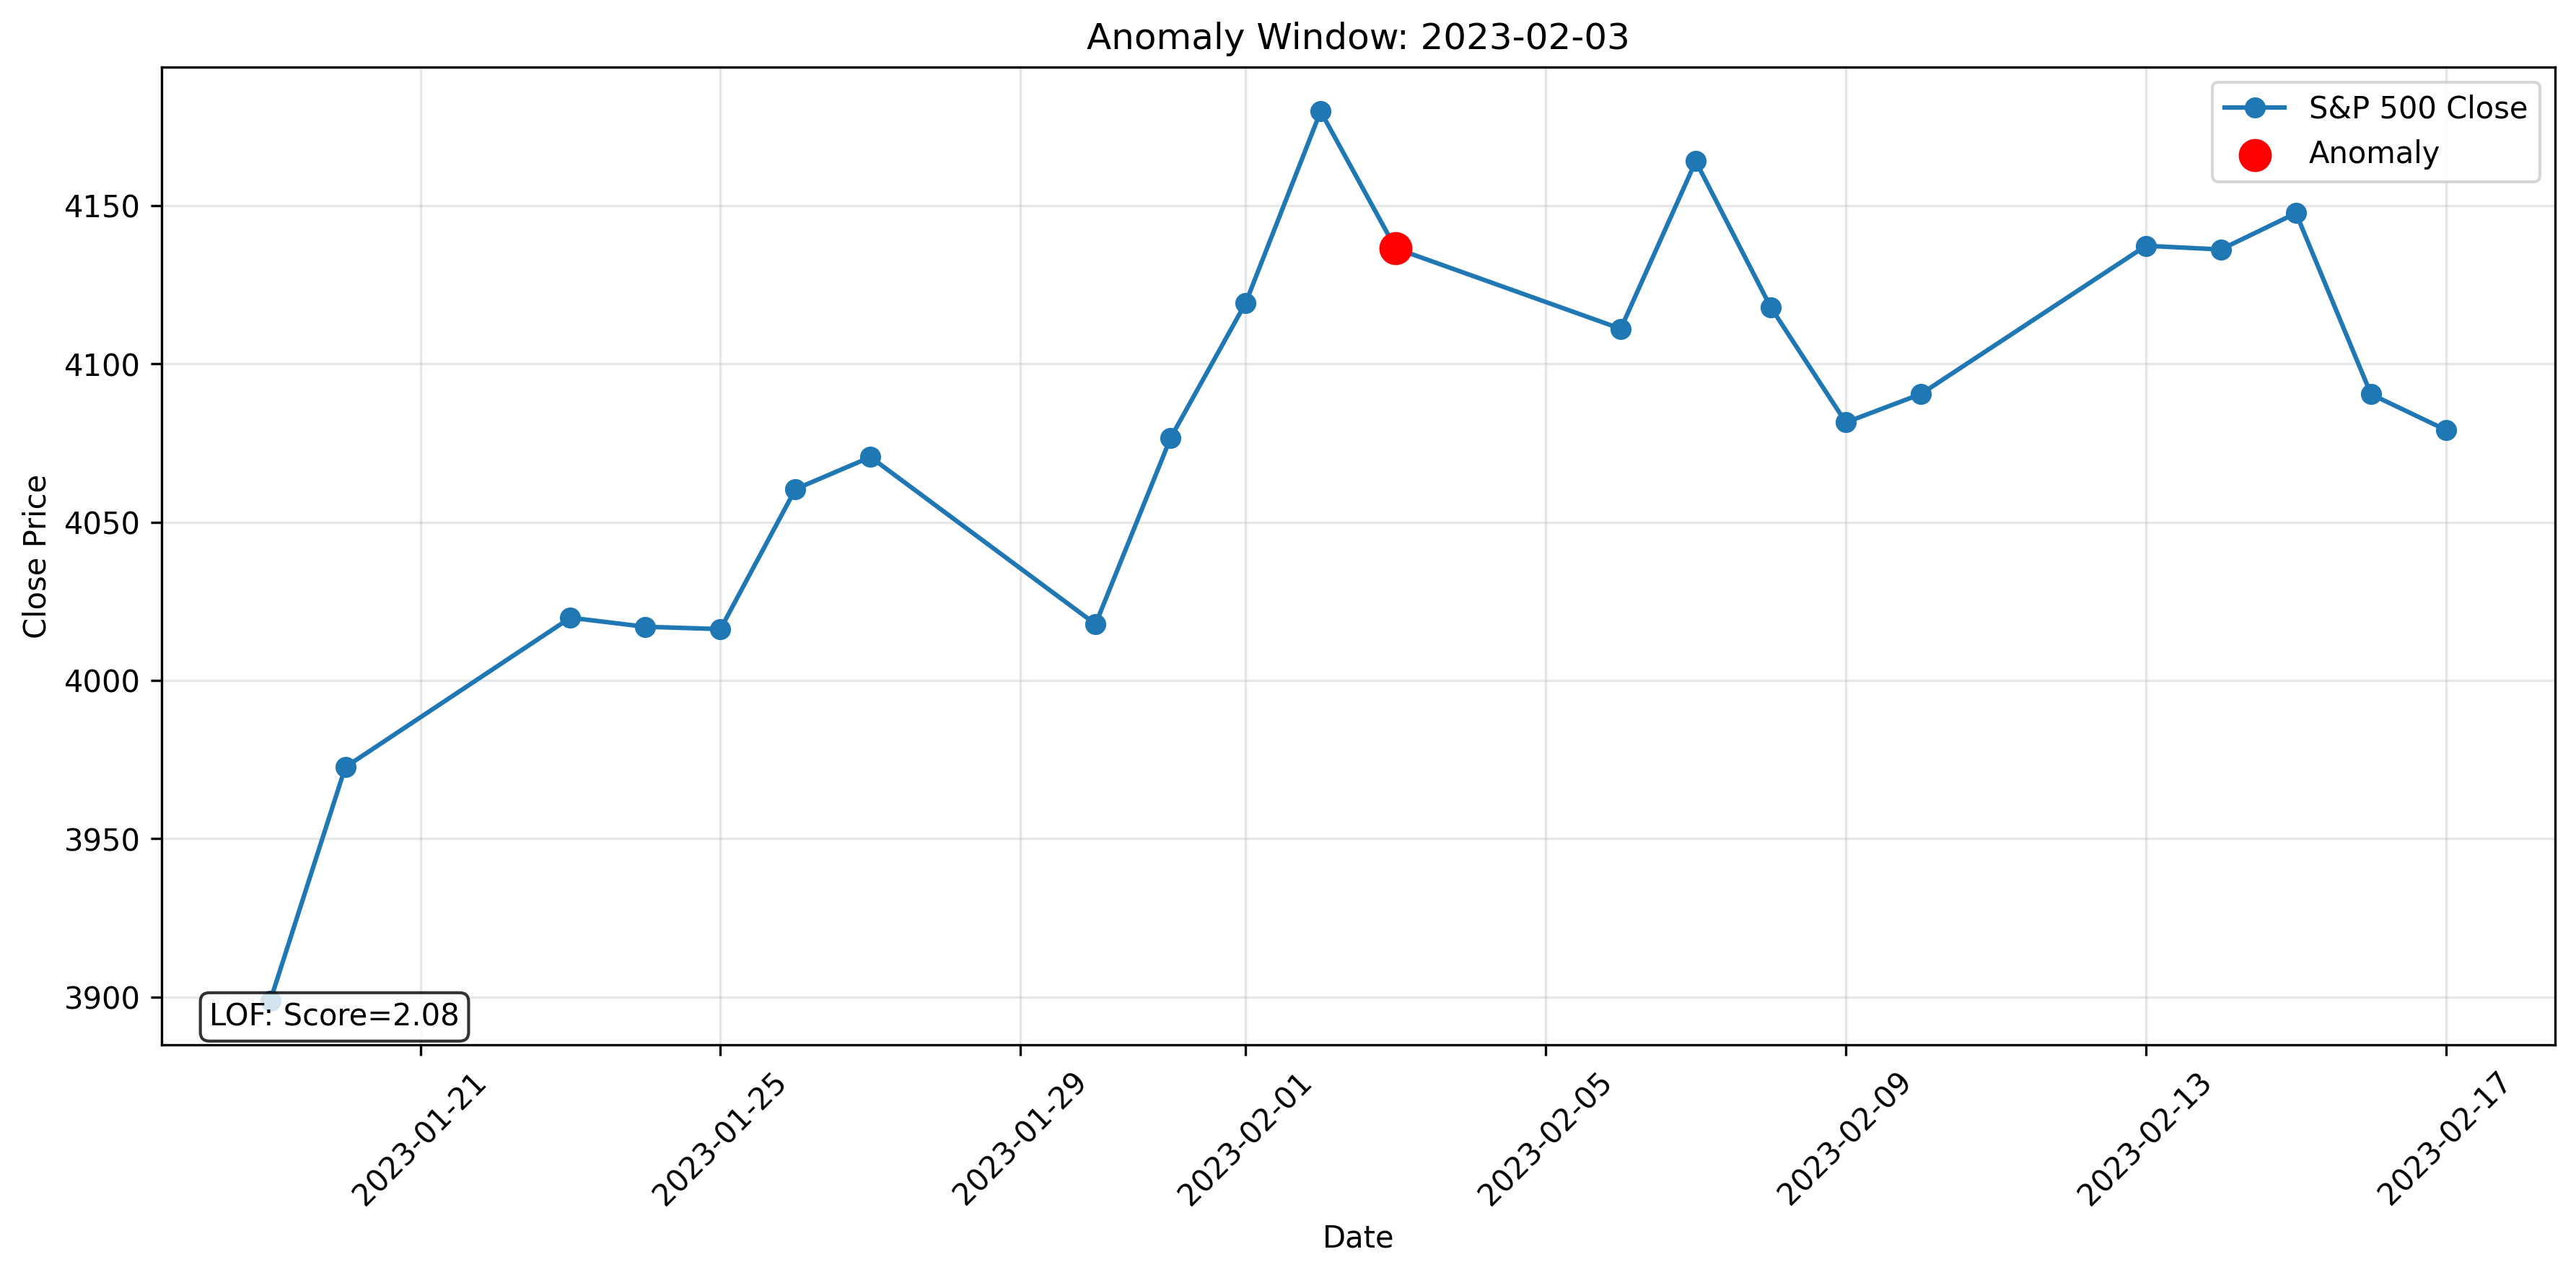 Anomaly Window: 2023-02-03
S&P 500 Close
Anomaly
4150
4100
4050
4000
3950
3900
Close Price
LOF: Score=2.08
2023-01-21
2023-01-25
2023-01-29
2023-02-01
2023-02-05
2023-02-09
2023-02-13
2023-02-17
Date